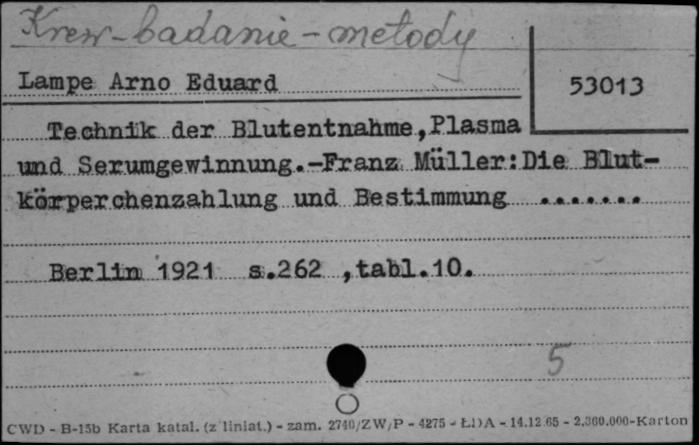 Krew-badanie-metody
Lampe Arno Eduard
53013
Technik der Blutentnahme,Plasma
und Serumgewinnung.-Franz Müller:Die Blut-
körperchenzahlung und Bestimmung ........
Berlin 1921 s.262 ,tabl.10.
5
CWD - B-15b Karta katal. (z liniat.) - zam. 2740/ZW/P - 4275 - ŁDA - 14.12.65 - 2.360.000-Karton